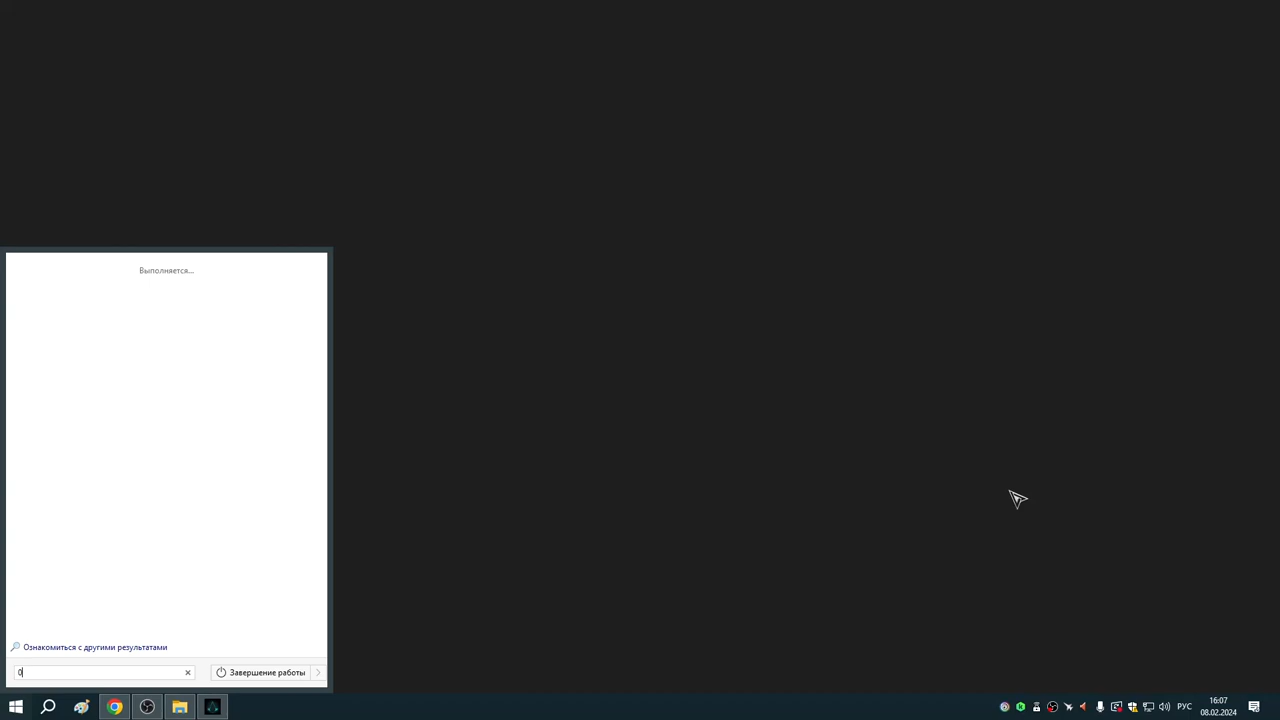 Выполняется...
Ознакомиться с другими результатами
0
Завершение работы
РУС
16:07
08.02.2024